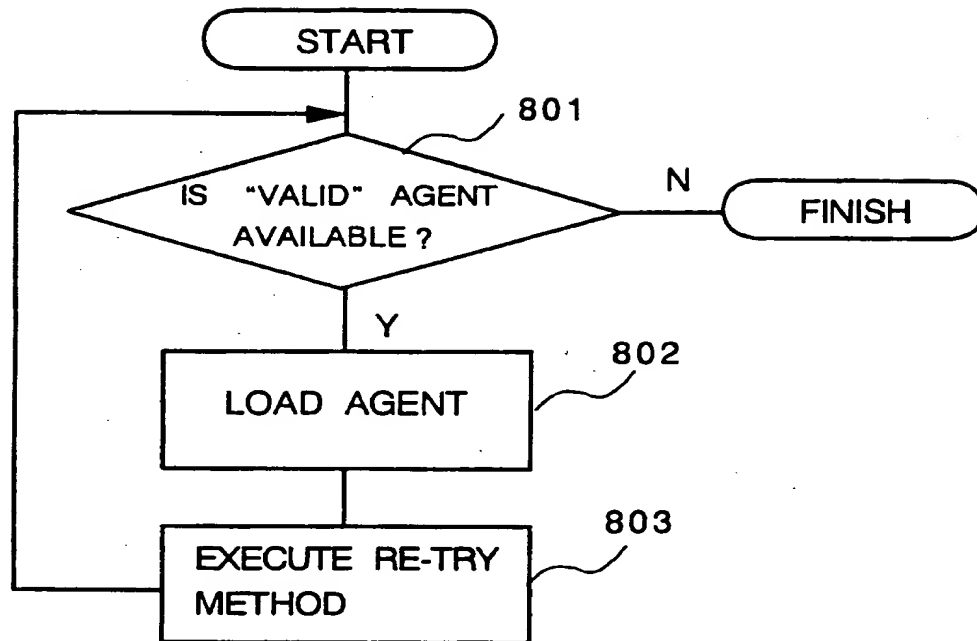 START
801
IS "VALID" AGENT
AVAILABLE?
N
FINISH
Y
802
LOAD AGENT
803
EXECUTE RE-TRY
METHOD